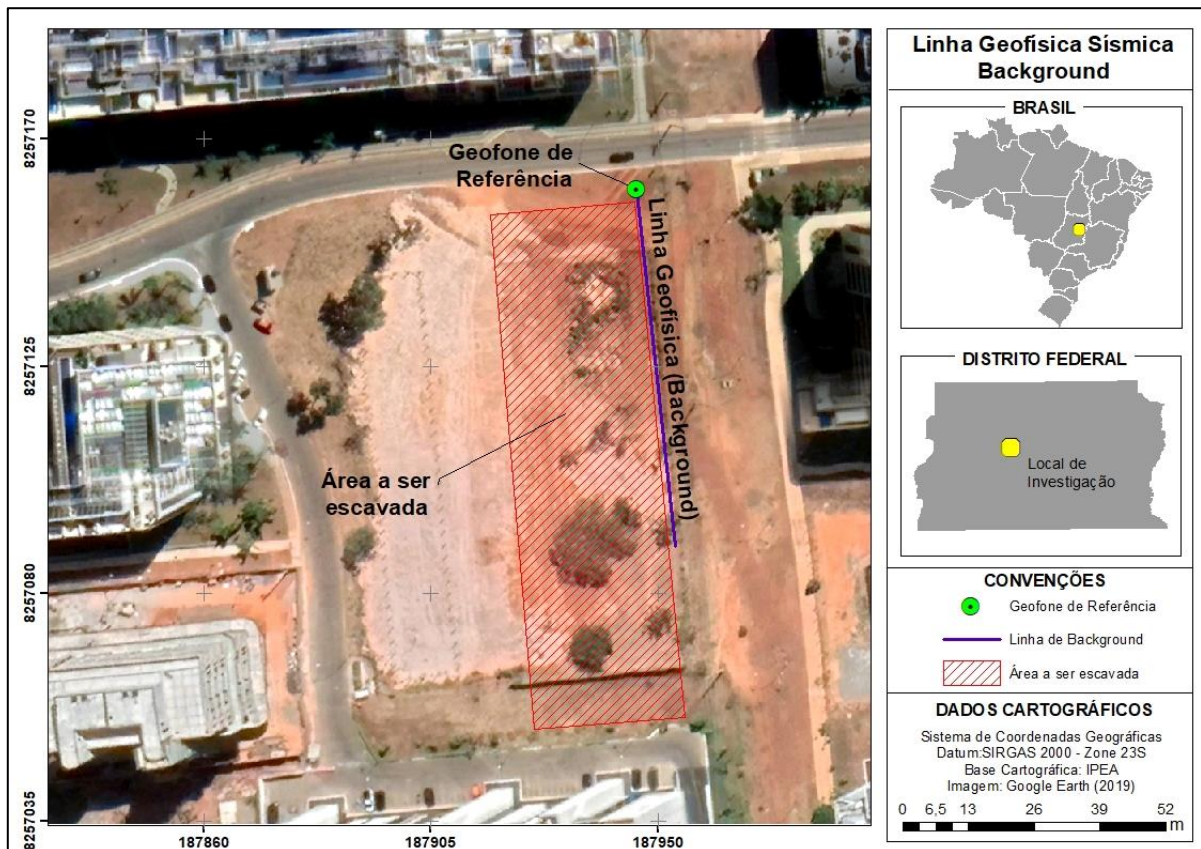 8257170
8257125
8257080
8257035
187860
187905
187950
Geofone de
Referência
Linha Geofísica (Background)
Área a ser
escavada
Linha Geofísica Sísmica
Background
BRASIL
DISTRITO FEDERAL
Local de
Investigação
CONVENÇÕES
Geofone de Referência
Linha de Background
Área a ser escavada
DADOS CARTOGRÁFICOS
Sistema de Coordenadas Geográficas
Datum:SIRGAS 2000 - Zone 23S
Base Cartográfica: IPEA
Imagem: Google Earth (2019)
0 6,5 13 26 39 52
m